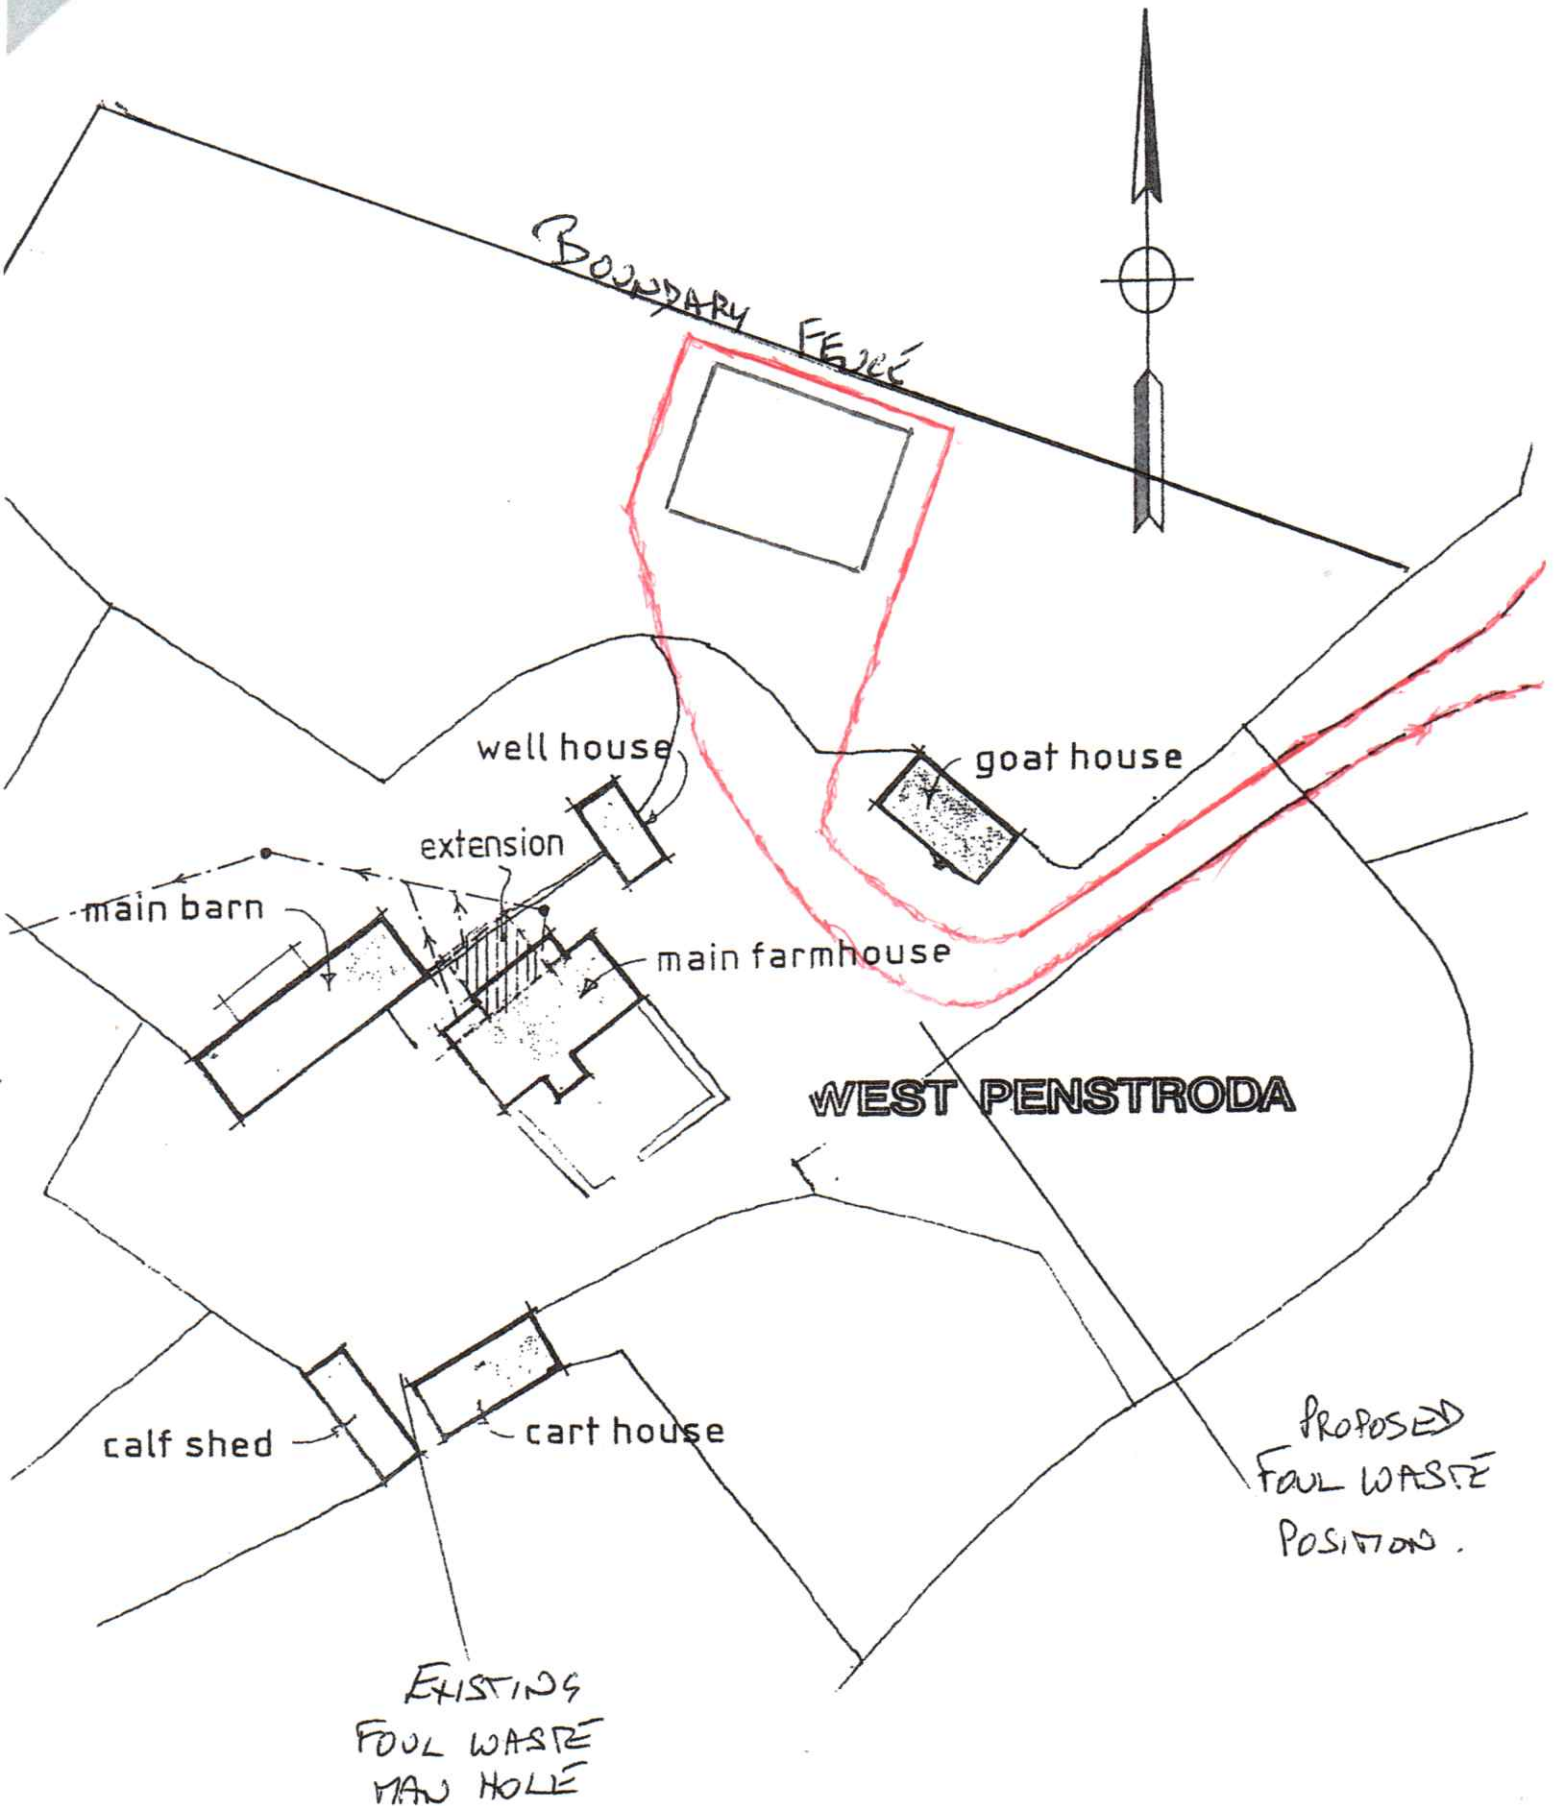 BOUNDARY FENCE
well house
goat house
extension
main barn
main farmhouse
WEST PENSTRODA
calf shed
cart house
PROPOSED
FOUL WASTE
POSITION.
EXISTING
FOUL WASTE
MAN HOLE